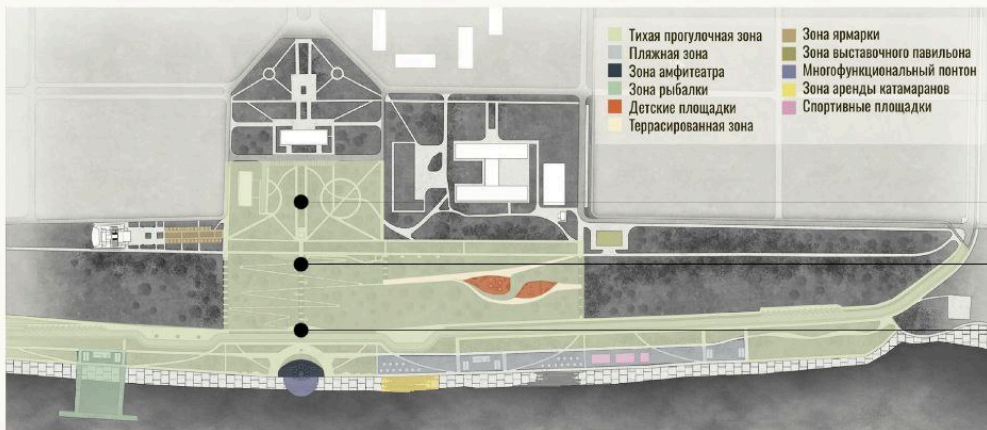 Тихая прогулочная зона
Пляжная зона
Зона амфитеатра
Зона рыбалки
Детские площадки
Террасированная зона
Зона ярмарки
Зона выставочного павильона
Многофункциональный понтон
Зона аренды катамаранов
Спортивные площадки